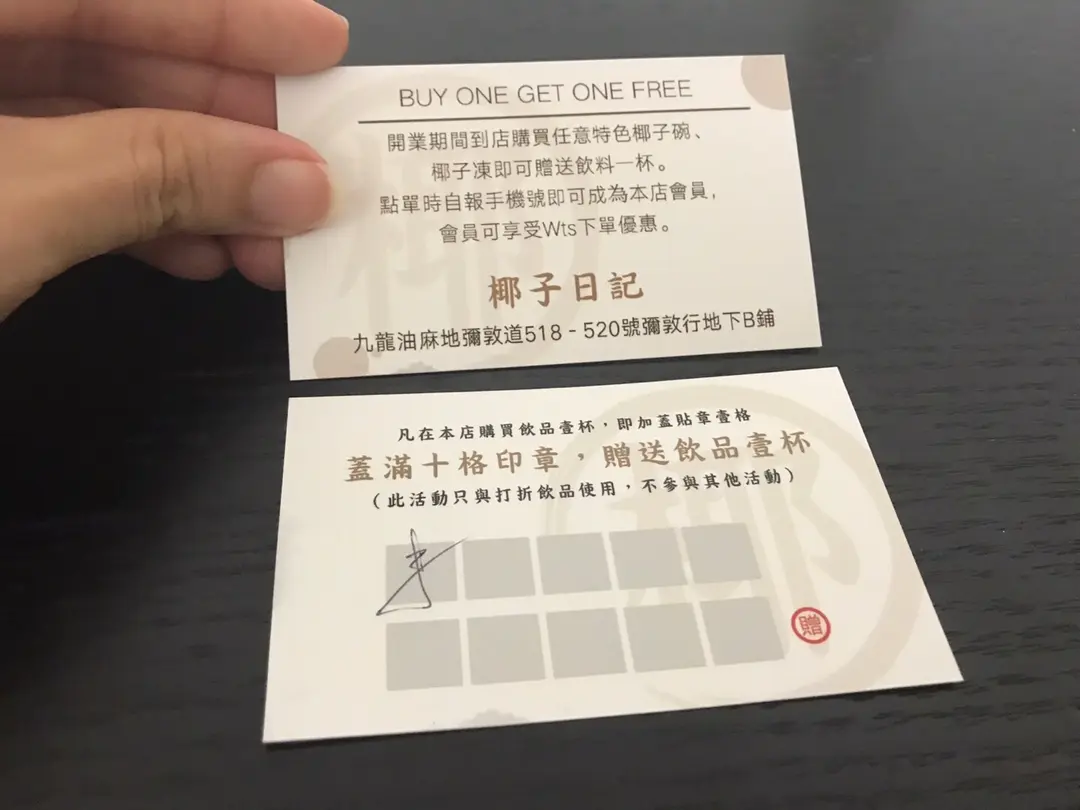 BUY ONE GET ONE FREE
開業期間到店購買任意特色椰子碗、
椰子凍即可贈送飲料一杯。
點單時自報手機號即可成為本店會員，
會員可享受Wts下單優惠。
椰子日記
九龍油麻地彌敦道518 - 520號彌敦行地下B鋪
凡在本店購買飲品壹杯，即加蓋貼章壹格
蓋滿十格印章，贈送飲品壹杯
（此活動只與打折飲品使用，不參與其他活動）
贈
椰